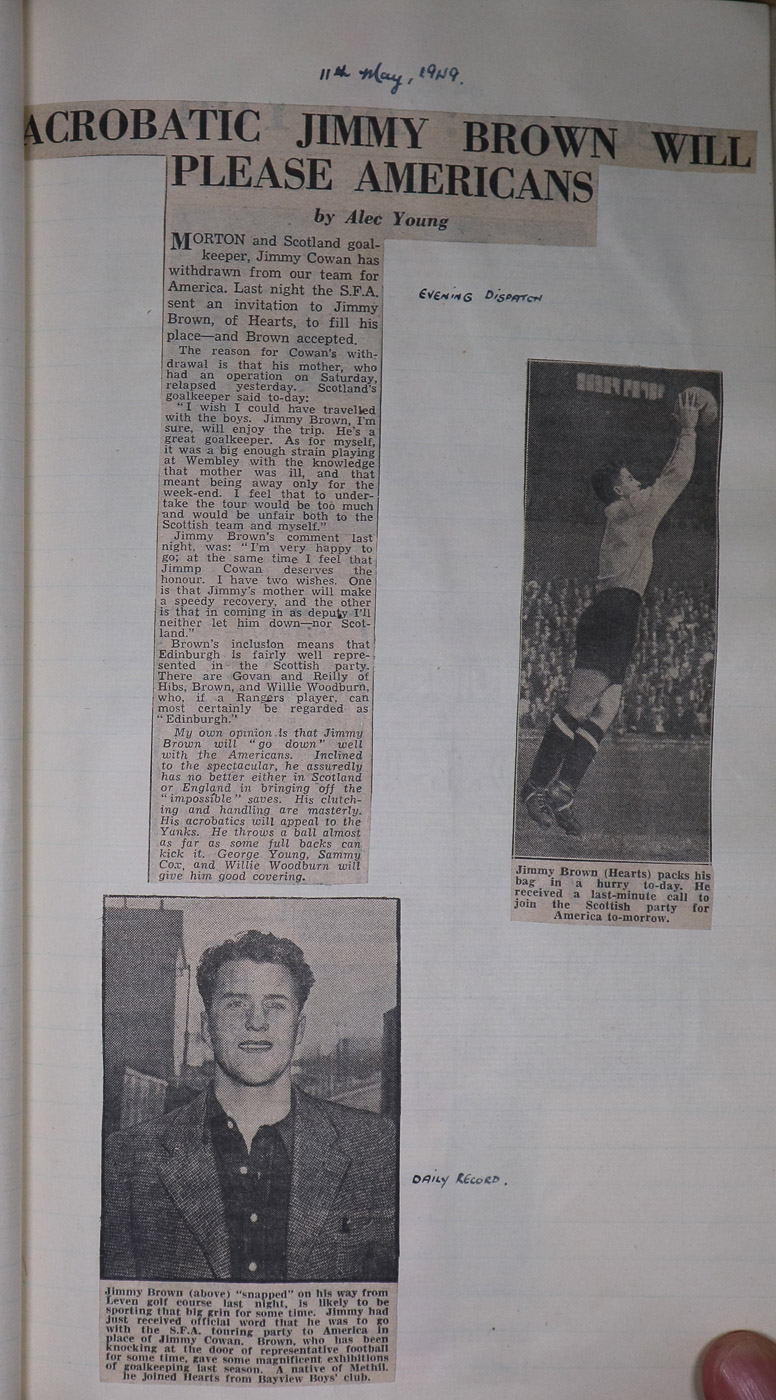 11th May, 1949.
ACROBATIC JIMMY BROWN WILL
PLEASE AMERICANS
by Alec Young
MORTON and Scotland goal-
keeper, Jimmy Cowan has
withdrawn from our team for
America. Last night the S.F.A.
sent an invitation to Jimmy
Brown, of Hearts, to fill his
place—and Brown accepted.
The reason for Cowan's with-
drawal is that his mother, who
had an operation on Saturday,
relapsed yesterday. Scotland's
goalkeeper said to-day:
"I wish I could have travelled
with the boys. Jimmy Brown, I'm
sure, will enjoy the trip. He's a
great goalkeeper. As for myself,
it was a big enough strain playing
at Wembley with the knowledge
that mother was ill, and that
meant being away only for the
week-end. I feel that to under-
take the tour would be too much
and would be unfair both to the
Scottish team and myself."
Jimmy Brown's comment last
night, was: "I'm very happy to
go; at the same time I feel that
Jimmp Cowan deserves the
honour. I have two wishes. One
is that Jimmy's mother will make
a speedy recovery, and the other
is that in coming in as deputy I'll
neither let him down—nor Scot-
land."
Brown's inclusion means that
Edinburgh is fairly well repre-
sented in the Scottish party.
There are Govan and Reilly of
Hibs, Brown, and Willie Woodburn,
who, if a Rangers player, can
most certainly be regarded as
"Edinburgh."
My own opinion is that Jimmy
Brown will "go down" well
with the Americans. Inclined
to the spectacular, he assuredly
has no better either in Scotland
or England in bringing off the
"impossible" saves. His clutch-
ing and handling are masterly.
His acrobatics will appeal to the
Yanks. He throws a ball almost
as far as some full backs can
kick it. George Young, Sammy
Cox, and Willie Woodburn will
give him good covering.
EVENING DISPATCH
Jimmy Brown (Hearts) packs his
bag in a hurry to-day. He
received a last-minute call to
join the Scottish party for
America to-morrow.
DAILY RECORD.
Jimmy Brown (above) "snapped" on his way from
Leven golf course last night, is likely to be
sporting that big grin for some time. Jimmy had
just received official word that he was to go
with the S.F.A. touring party to America in
place of Jimmy Cowan. Brown, who has been
knocking at the door of representative football
for some time, gave some magnificent exhibitions
of goalkeeping last season. A native of Methil,
he joined Hearts from Bayview Boys' club.